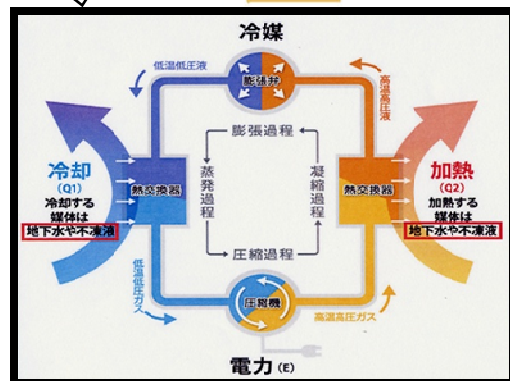 冷媒
低温低圧液
膨張弁
高温高圧液
膨張過程
蒸発過程
凝縮過程
圧縮過程
冷却
(Q1)
冷却する
媒体は
地下水や不凍液
熱交換器
熱交換器
加熱
(Q2)
加熱する
媒体は
地下水や不凍液
低温低圧ガス
圧縮機
高温高圧ガス
電力(E)